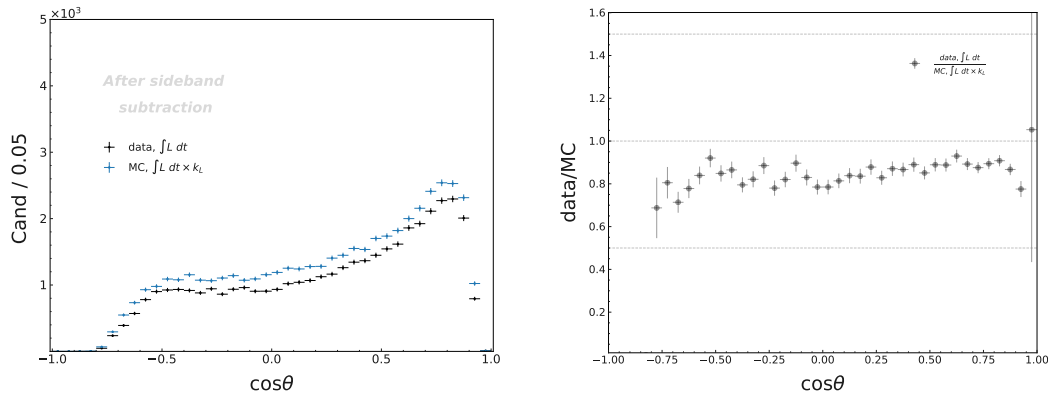 ×10³
5
4
3
2
1
Cand / 0.05
After sideband
subtraction
data, ∫L dt
MC, ∫L dt × k_L
−1.0 −0.5 0.0 0.5 1.0
cosθ
1.6
1.4
1.2
1.0
0.8
0.6
0.4
0.2
data/MC
data, ∫L dt
MC, ∫L dt × k_L
−1.00 −0.75 −0.50 −0.25 0.00 0.25 0.50 0.75 1.00
cosθ